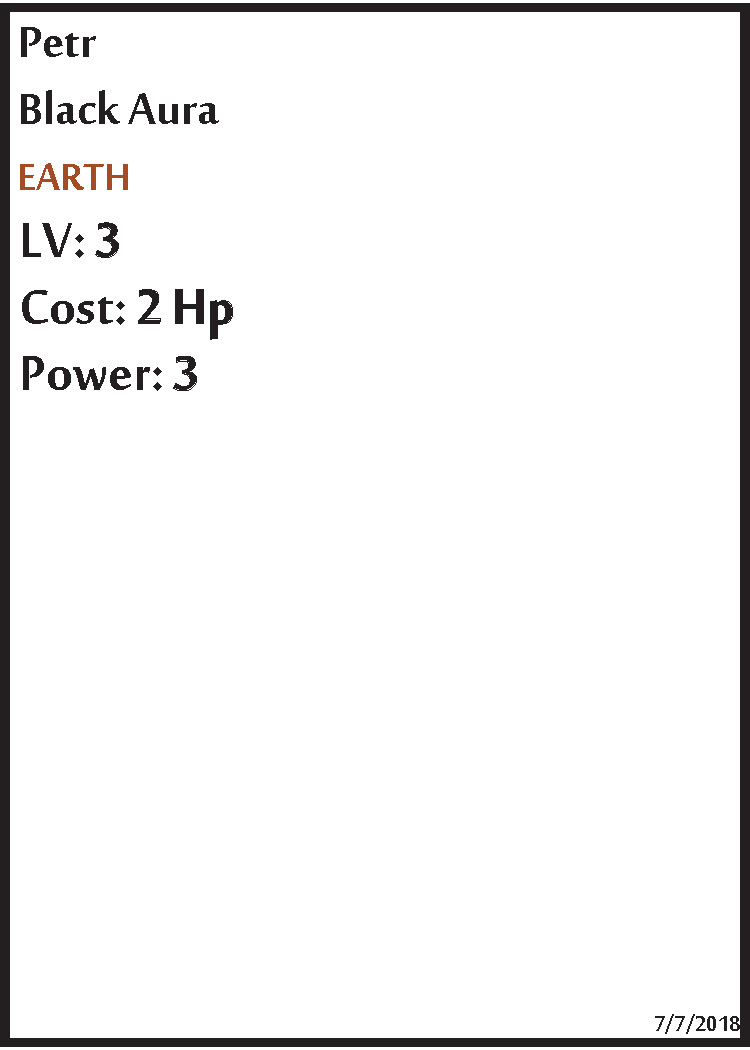 Petr
Black Aura
EARTH
LV: 3
Cost: 2 Hp
Power: 3
7/7/2018